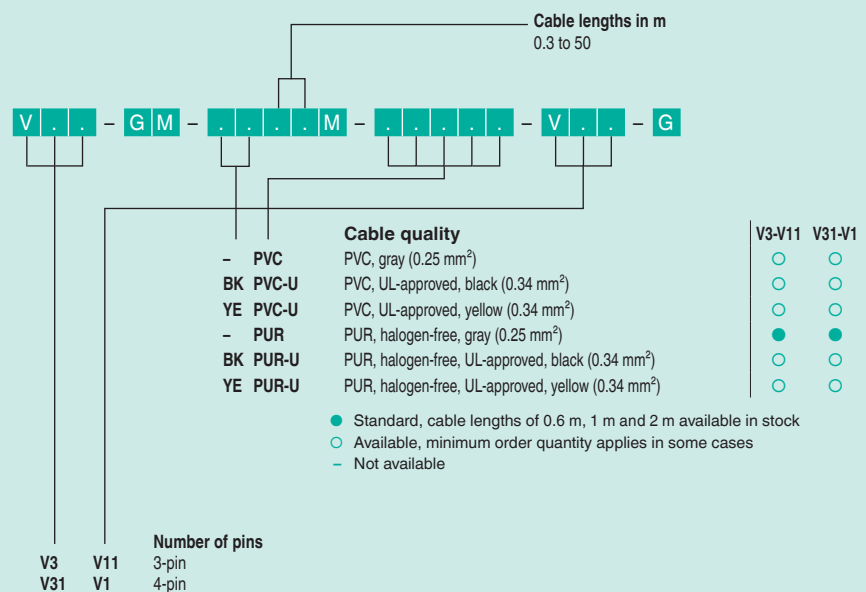 Cable lengths in m
0.3 to 50
V . . – G M – . . . . M – . . . . . – V . . – G
Cable quality V3-V11 V31-V1
– PVC PVC, gray (0.25 mm²) ○ ○
BK PVC-U PVC, UL-approved, black (0.34 mm²) ○ ○
YE PVC-U PVC, UL-approved, yellow (0.34 mm²) ○ ○
– PUR PUR, halogen-free, gray (0.25 mm²) ● ●
BK PUR-U PUR, halogen-free, UL-approved, black (0.34 mm²) ○ ○
YE PUR-U PUR, halogen-free, UL-approved, yellow (0.34 mm²) ○ ○
● Standard, cable lengths of 0.6 m, 1 m and 2 m available in stock
○ Available, minimum order quantity applies in some cases
– Not available
Number of pins
V3 V11 3-pin
V31 V1 4-pin